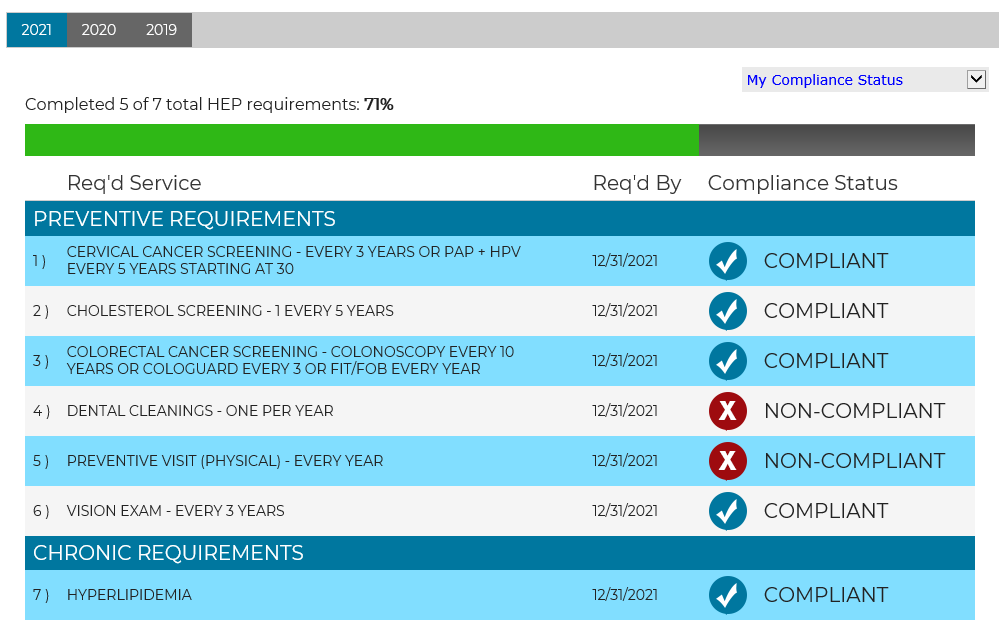 2021 2020 2019
My Compliance Status
Completed 5 of 7 total HEP requirements: 71%
Req'd Service Req'd By Compliance Status
PREVENTIVE REQUIREMENTS
1 ) CERVICAL CANCER SCREENING - EVERY 3 YEARS OR PAP + HPV
EVERY 5 YEARS STARTING AT 30 12/31/2021 COMPLIANT
2 ) CHOLESTEROL SCREENING - 1 EVERY 5 YEARS 12/31/2021 COMPLIANT
3 ) COLORECTAL CANCER SCREENING - COLONOSCOPY EVERY 10
YEARS OR COLOGUARD EVERY 3 OR FIT/FOB EVERY YEAR 12/31/2021 COMPLIANT
4 ) DENTAL CLEANINGS - ONE PER YEAR 12/31/2021 X NON-COMPLIANT
5 ) PREVENTIVE VISIT (PHYSICAL) - EVERY YEAR 12/31/2021 X NON-COMPLIANT
6 ) VISION EXAM - EVERY 3 YEARS 12/31/2021 COMPLIANT
CHRONIC REQUIREMENTS
7 ) HYPERLIPIDEMIA 12/31/2021 COMPLIANT